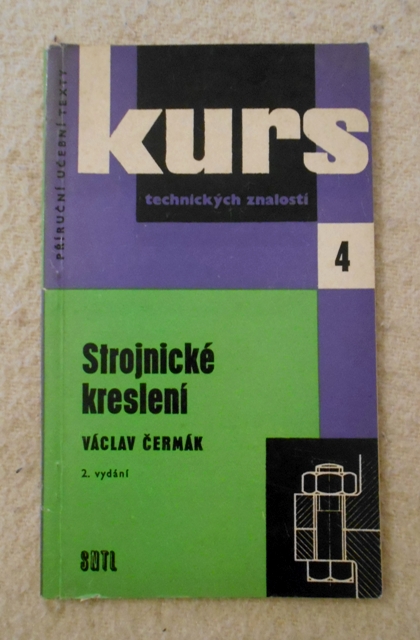 PŘÍRUČNÍ UČEBNÍ TEXTY
kurs
technických znalostí
4
Strojnické
kreslení
VÁCLAV ČERMÁK
2. vydání
SNTL